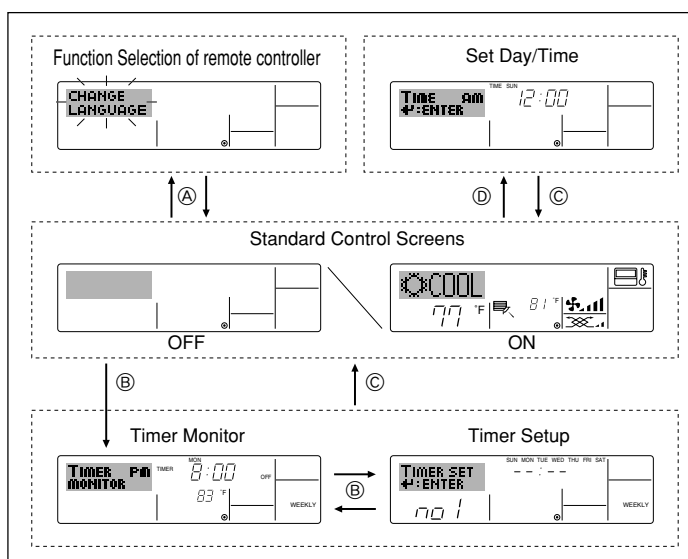 Function Selection of remote controller
CHANGE
LANGUAGE
Set Day/Time
TIME SUN
TIME AM
12:00
↵:ENTER
Ⓐ
Ⓓ
Ⓒ
Standard Control Screens
COOL
77 °F
81 °F
OFF
ON
Ⓑ
Ⓒ
Timer Monitor
MON
TIMER PM
TIMER
8:00
OFF
MONITOR
83 °F
WEEKLY
Ⓑ
Timer Setup
SUN MON TUE WED THU FRI SAT
TIMER SET
--:--
↵:ENTER
no 1
WEEKLY